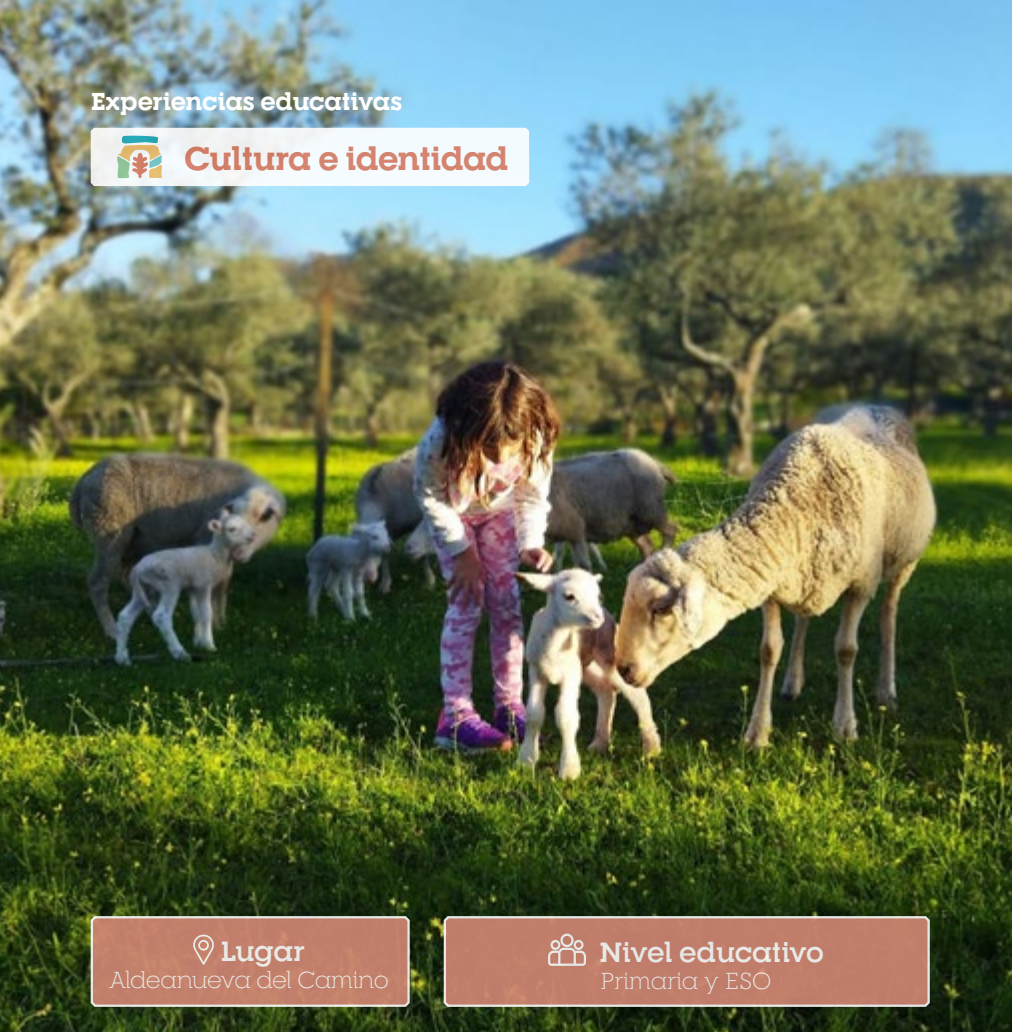 Experiencias educativas
Cultura e identidad
Lugar
Aldeanueva del Camino
Nivel educativo
Primaria y ESO